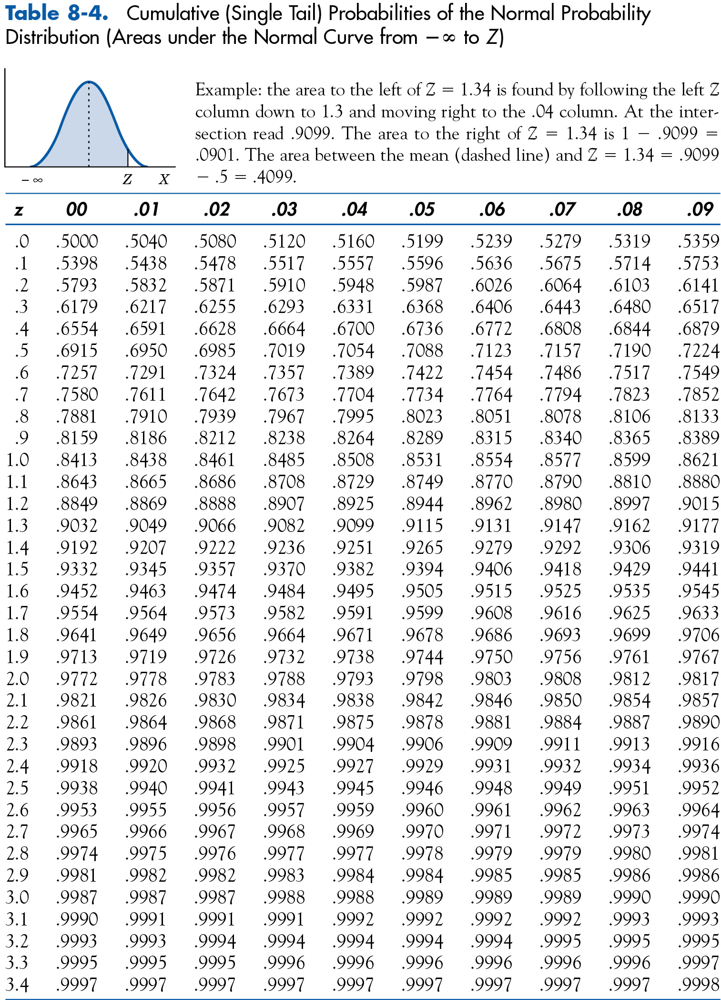 Table 8-4. Cumulative (Single Tail) Probabilities of the Normal Probability
Distribution (Areas under the Normal Curve from −∞ to Z)
Example: the area to the left of Z = 1.34 is found by following the left Z
column down to 1.3 and moving right to the .04 column. At the inter-
section read .9099. The area to the right of Z = 1.34 is 1 − .9099 =
.0901. The area between the mean (dashed line) and Z = 1.34 = .9099
− .5 = .4099.
−∞ Z X
z 00 .01 .02 .03 .04 .05 .06 .07 .08 .09
.0 .5000 .5040 .5080 .5120 .5160 .5199 .5239 .5279 .5319 .5359
.1 .5398 .5438 .5478 .5517 .5557 .5596 .5636 .5675 .5714 .5753
.2 .5793 .5832 .5871 .5910 .5948 .5987 .6026 .6064 .6103 .6141
.3 .6179 .6217 .6255 .6293 .6331 .6368 .6406 .6443 .6480 .6517
.4 .6554 .6591 .6628 .6664 .6700 .6736 .6772 .6808 .6844 .6879
.5 .6915 .6950 .6985 .7019 .7054 .7088 .7123 .7157 .7190 .7224
.6 .7257 .7291 .7324 .7357 .7389 .7422 .7454 .7486 .7517 .7549
.7 .7580 .7611 .7642 .7673 .7704 .7734 .7764 .7794 .7823 .7852
.8 .7881 .7910 .7939 .7967 .7995 .8023 .8051 .8078 .8106 .8133
.9 .8159 .8186 .8212 .8238 .8264 .8289 .8315 .8340 .8365 .8389
1.0 .8413 .8438 .8461 .8485 .8508 .8531 .8554 .8577 .8599 .8621
1.1 .8643 .8665 .8686 .8708 .8729 .8749 .8770 .8790 .8810 .8880
1.2 .8849 .8869 .8888 .8907 .8925 .8944 .8962 .8980 .8997 .9015
1.3 .9032 .9049 .9066 .9082 .9099 .9115 .9131 .9147 .9162 .9177
1.4 .9192 .9207 .9222 .9236 .9251 .9265 .9279 .9292 .9306 .9319
1.5 .9332 .9345 .9357 .9370 .9382 .9394 .9406 .9418 .9429 .9441
1.6 .9452 .9463 .9474 .9484 .9495 .9505 .9515 .9525 .9535 .9545
1.7 .9554 .9564 .9573 .9582 .9591 .9599 .9608 .9616 .9625 .9633
1.8 .9641 .9649 .9656 .9664 .9671 .9678 .9686 .9693 .9699 .9706
1.9 .9713 .9719 .9726 .9732 .9738 .9744 .9750 .9756 .9761 .9767
2.0 .9772 .9778 .9783 .9788 .9793 .9798 .9803 .9808 .9812 .9817
2.1 .9821 .9826 .9830 .9834 .9838 .9842 .9846 .9850 .9854 .9857
2.2 .9861 .9864 .9868 .9871 .9875 .9878 .9881 .9884 .9887 .9890
2.3 .9893 .9896 .9898 .9901 .9904 .9906 .9909 .9911 .9913 .9916
2.4 .9918 .9920 .9932 .9925 .9927 .9929 .9931 .9932 .9934 .9936
2.5 .9938 .9940 .9941 .9943 .9945 .9946 .9948 .9949 .9951 .9952
2.6 .9953 .9955 .9956 .9957 .9959 .9960 .9961 .9962 .9963 .9964
2.7 .9965 .9966 .9967 .9968 .9969 .9970 .9971 .9972 .9973 .9974
2.8 .9974 .9975 .9976 .9977 .9977 .9978 .9979 .9979 .9980 .9981
2.9 .9981 .9982 .9982 .9983 .9984 .9984 .9985 .9985 .9986 .9986
3.0 .9987 .9987 .9987 .9988 .9988 .9989 .9989 .9989 .9990 .9990
3.1 .9990 .9991 .9991 .9991 .9992 .9992 .9992 .9992 .9993 .9993
3.2 .9993 .9993 .9994 .9994 .9994 .9994 .9994 .9995 .9995 .9995
3.3 .9995 .9995 .9995 .9996 .9996 .9996 .9996 .9996 .9996 .9997
3.4 .9997 .9997 .9997 .9997 .9997 .9997 .9997 .9997 .9997 .9998